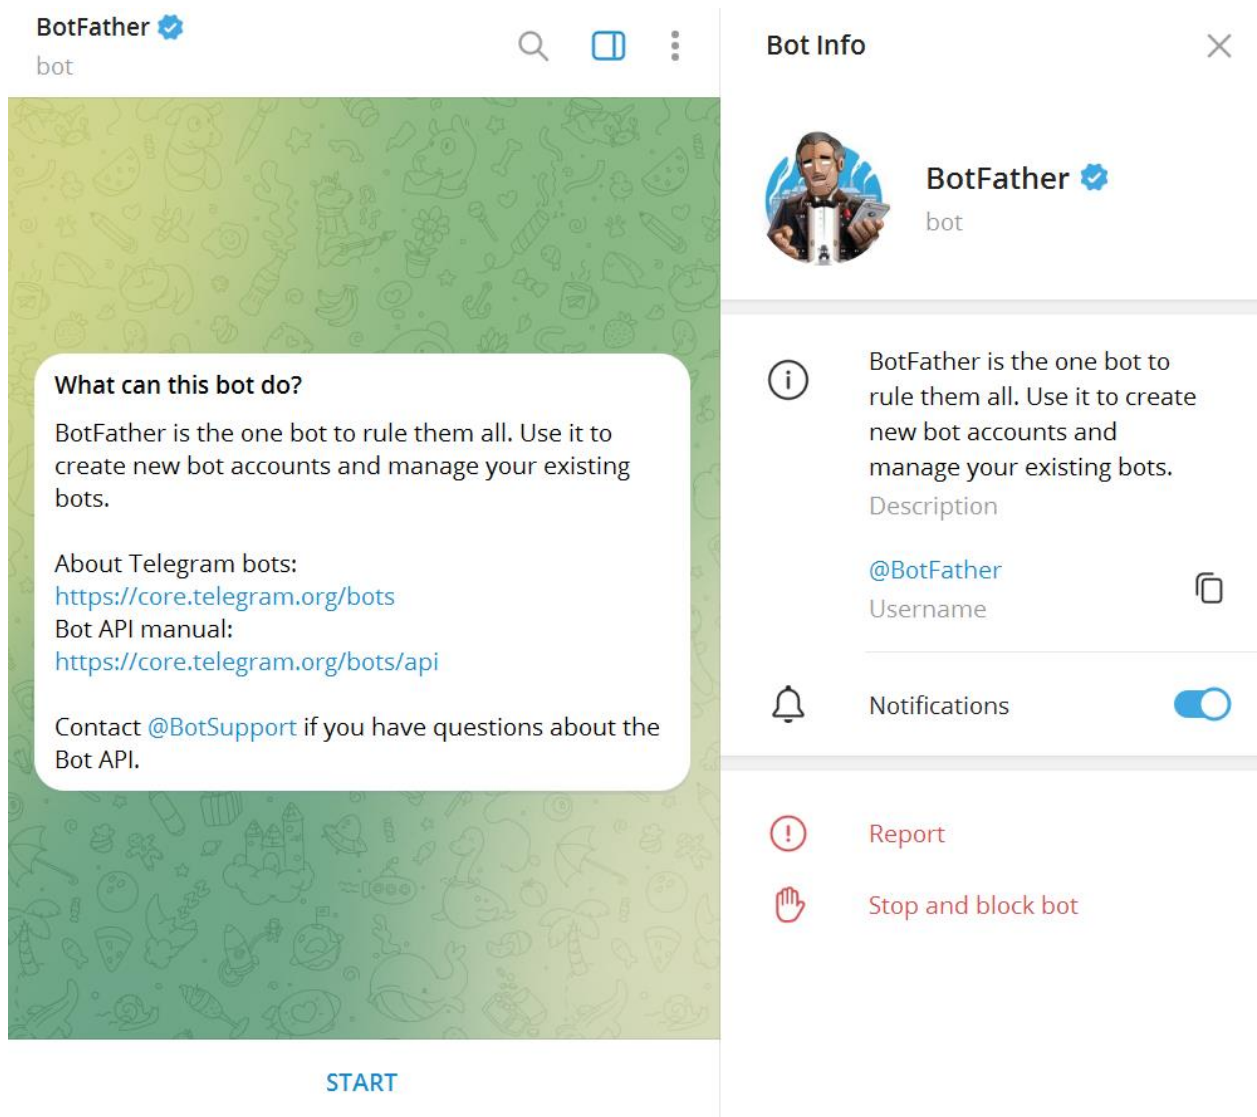 BotFather
bot
What can this bot do?
BotFather is the one bot to rule them all. Use it to
create new bot accounts and manage your existing
bots.
About Telegram bots:
https://core.telegram.org/bots
Bot API manual:
https://core.telegram.org/bots/api
Contact @BotSupport if you have questions about the
Bot API.
START
Bot Info
BotFather
bot
BotFather is the one bot to
rule them all. Use it to create
new bot accounts and
manage your existing bots.
Description
@BotFather
Username
Notifications
Report
Stop and block bot